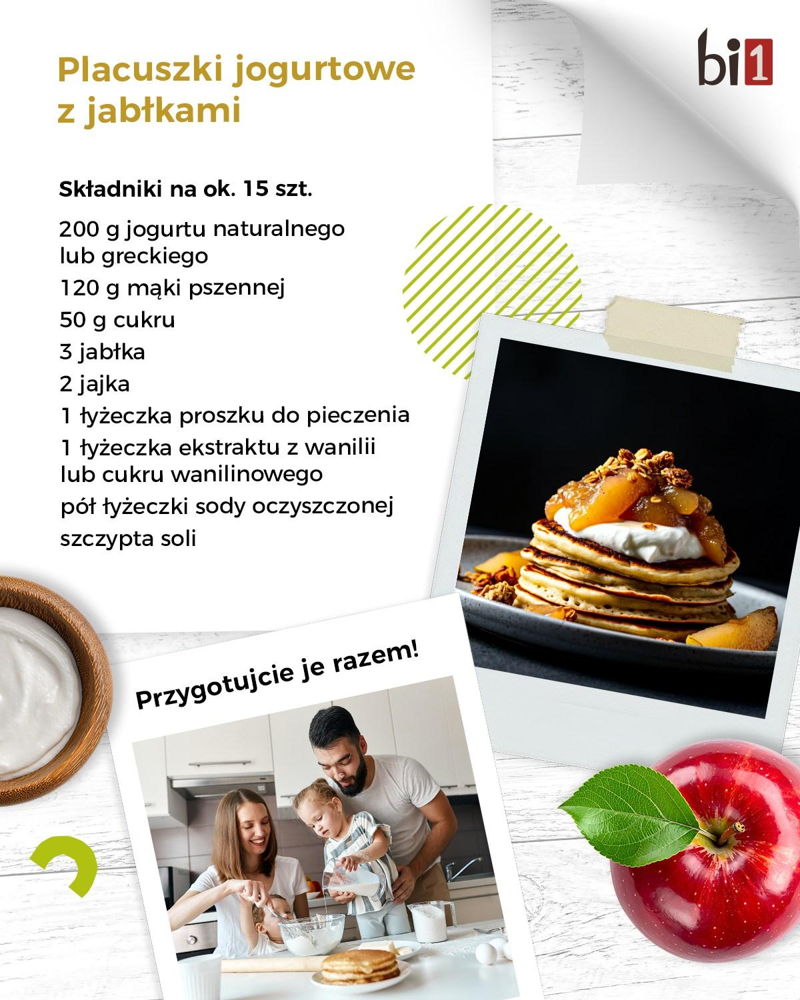 bi1
Placuszki jogurtowe
z jabłkami
Składniki na ok. 15 szt.
200 g jogurtu naturalnego
lub greckiego
120 g mąki pszennej
50 g cukru
3 jabłka
2 jajka
1 łyżeczka proszku do pieczenia
1 łyżeczka ekstraktu z wanilii
lub cukru wanilinowego
pół łyżeczki sody oczyszczonej
szczypta soli
Przygotujcie je razem!